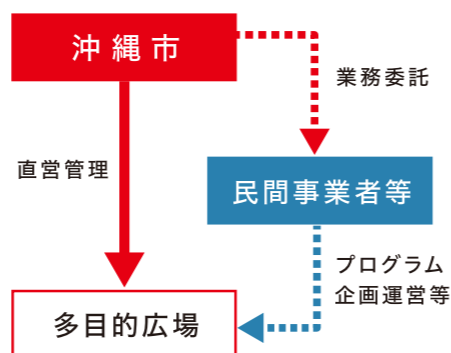 沖縄市
業務委託
直営管理
民間事業者等
プログラム
企画運営等
多目的広場